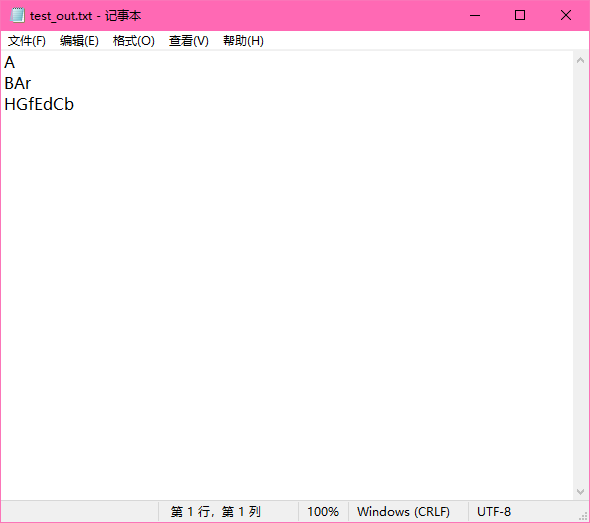 test_out.txt - 记事本
文件(F) 编辑(E) 格式(O) 查看(V) 帮助(H)
A
BAr
HGfEdCb
第 1 行，第 1 列 100% Windows (CRLF) UTF-8